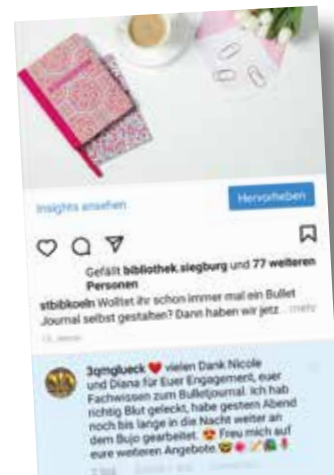 Insights ansehen
Hervorheben
Gefällt bibliothek.siegburg und 77 weiteren
Personen
stbibkoeln Wolltet ihr schon immer mal ein Bullet
Journal selbst gestalten? Dann haben wir jetz... mehr
3qmglueck ❤️ vielen Dank Nicole
und Diana für Euer Engagement, euer
Fachwissen zum Bulletjournal. Ich hab
richtig Blut geleckt, habe gestern Abend
noch bis lange in die Nacht weiter an
dem Bujo gearbeitet. 😍 Freu mich auf
eure weiteren Angebote.